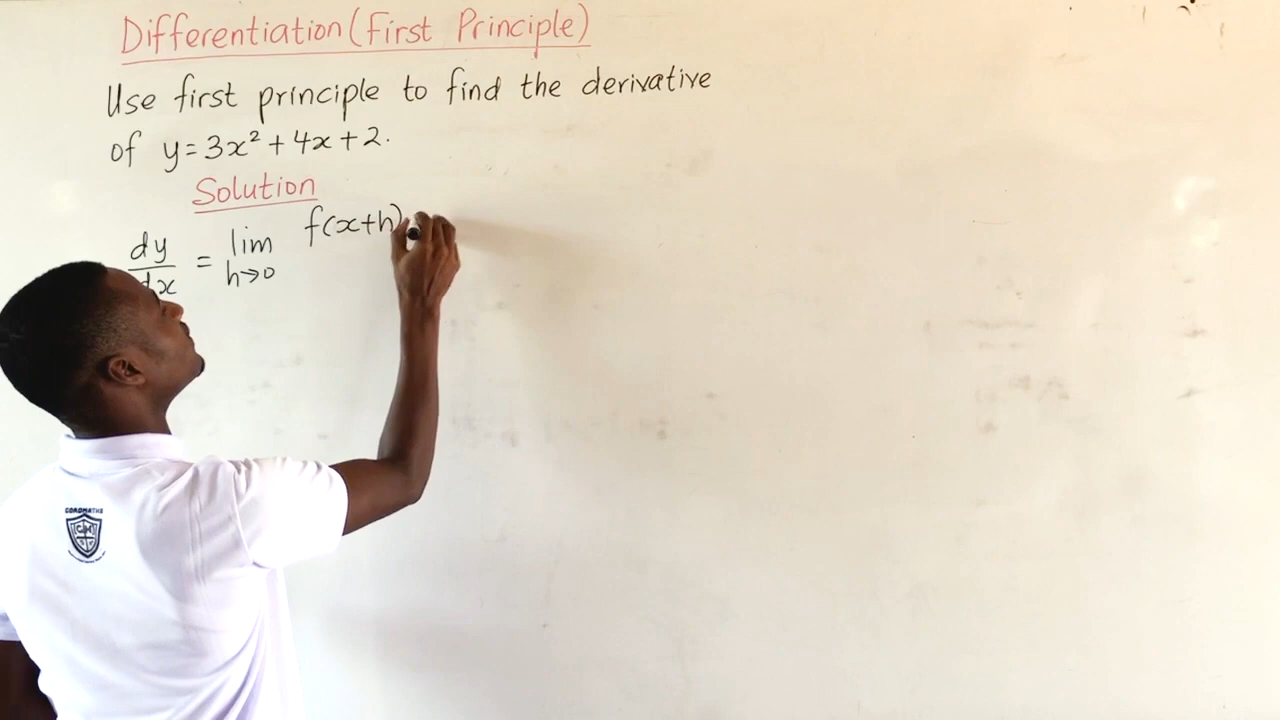 Differentiation (First Principle)
Use first principle to find the derivative
of y = 3x² + 4x + 2.
Solution
dy/dx = lim h→0 f(x+h)